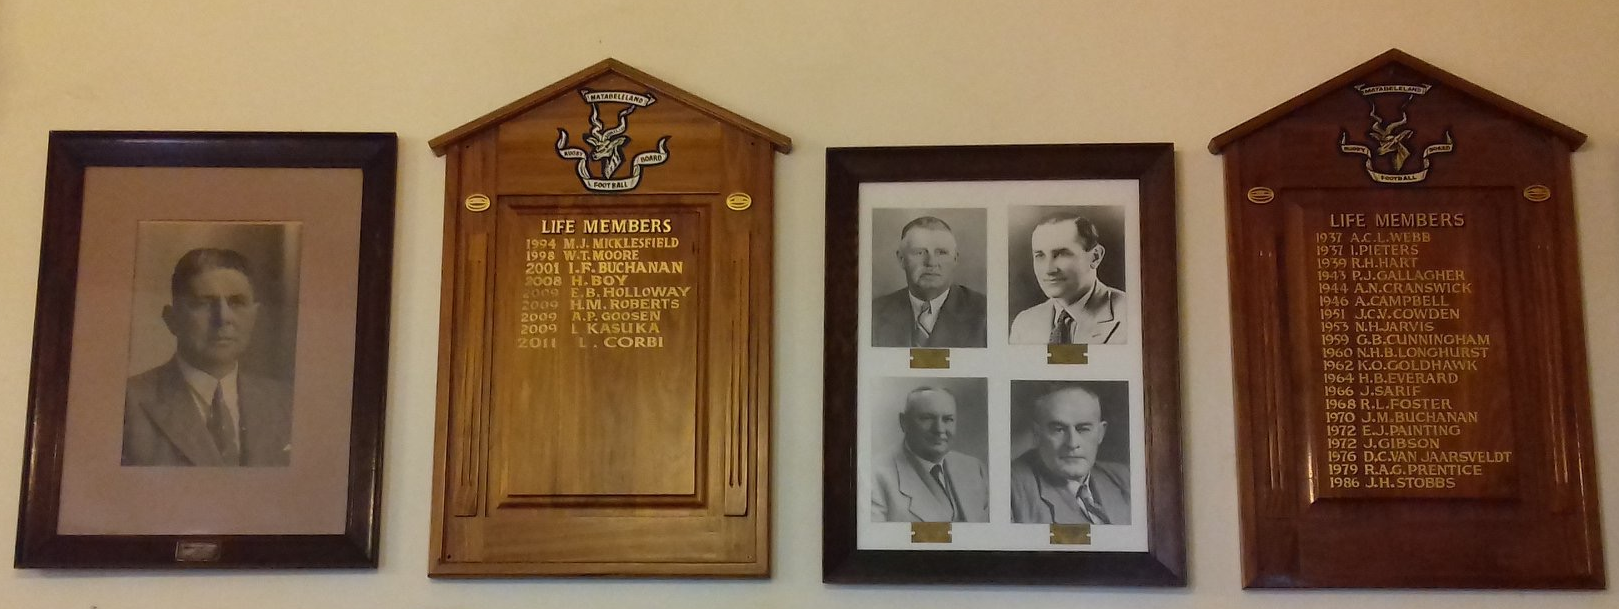 MATABELELAND
RUGBY BOARD
FOOTBALL
LIFE MEMBERS
1994 M.J. MICKLESFIELD
1998 W.T. MOORE
2001 I.F. BUCHANAN
2008 H. BOY
2009 E.B. HOLLOWAY
2009 H.M. ROBERTS
2009 A.P. GOOSEN
2009 L KASUKA
2011 L. CORBI
MATABELELAND
RUGBY BOARD
FOOTBALL
LIFE MEMBERS
1937 A.C.L. WEBB
1937 I. PIETERS
1939 R.H. HART
1943 P.J. GALLAGHER
1944 A.N. CRANSWICK
1946 A. CAMPBELL
1951 J.C.V. COWDEN
1953 N.H. JARVIS
1959 G.B. CUNNINGHAM
1960 N.H.B. LONGHURST
1962 K.O. GOLDHAWK
1964 H.B. EVERARD
1966 J. SARIF
1968 R.L. FOSTER
1970 J.M. BUCHANAN
1972 E.J. PAINTING
1972 J. GIBSON
1976 D.C. VAN JAARSVELDT
1979 R.A.G. PRENTICE
1986 J.H. STOBBS